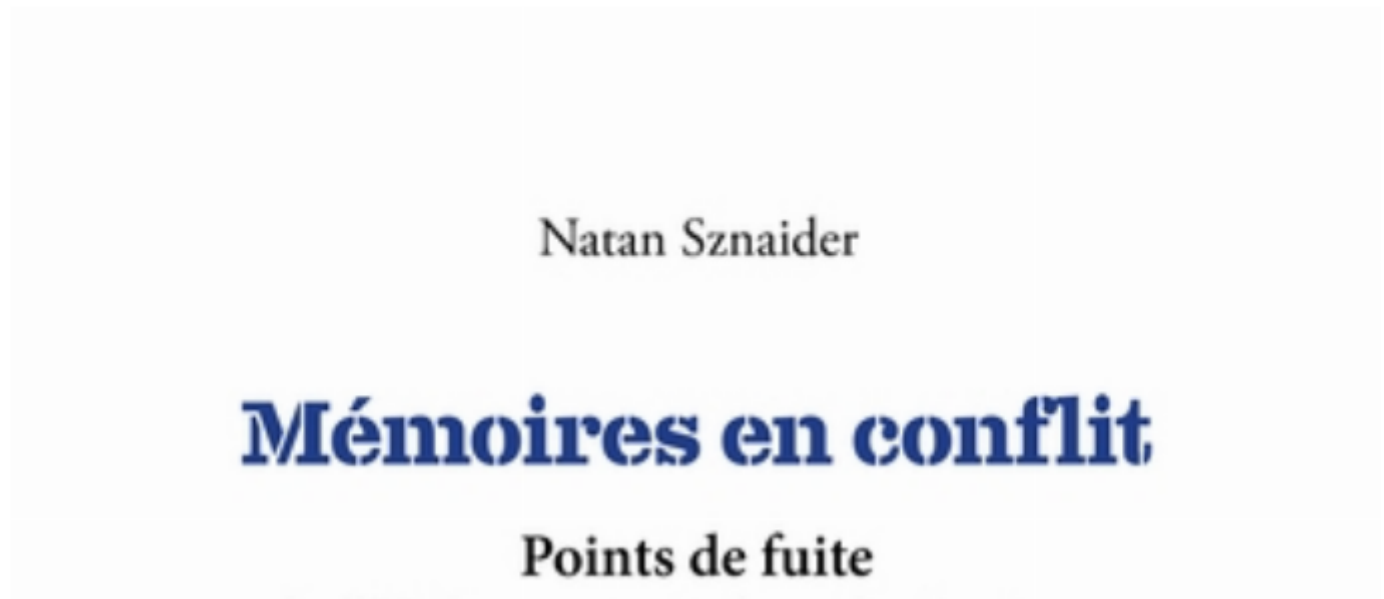 Natan Sznaider
Mémoires en conflit
Points de fuite